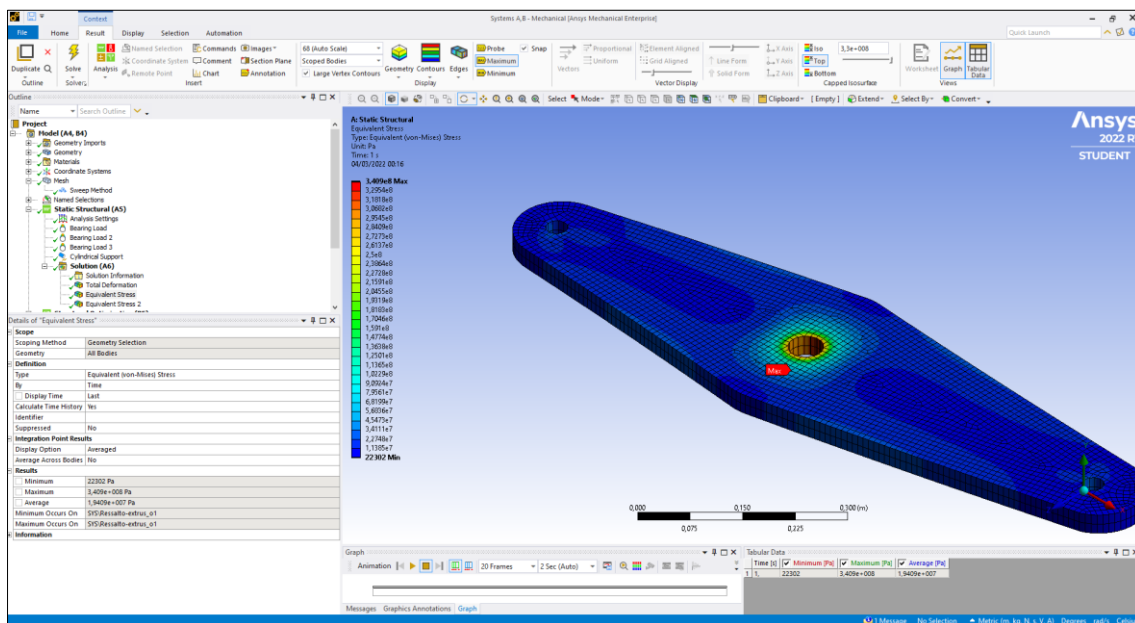 Systems A,B - Mechanical [Ansys Mechanical Enterprise]
Context
File Home Result Display Selection Automation Quick Launch
Duplicate Solve Analysis Named Selection Commands Images 68 (Auto Scale) Probe Snap Proportional Element Aligned X Axis Iso 3,3e+008
Coordinate System Comment Section Plane Scoped Bodies Geometry Contours Edges Maximum Vectors Uniform Grid Aligned Line Form Y Axis Top Worksheet Graph Tabular Data
Remote Point Chart Annotation Large Vertex Contours Minimum Solid Form Z Axis Bottom
Outline Solver Insert Display Vector Display Capped Isosurface Views
Outline
Name Search Outline
Select Mode Clipboard [ Empty ] Extend Select By Convert
Project
Model (A4, B4)
Geometry Imports
Geometry
Materials
Coordinate Systems
Mesh
Sweep Method
Named Selections
Static Structural (A5)
Analysis Settings
Bearing Load
Bearing Load 2
Bearing Load 3
Cylindrical Support
Solution (A6)
Solution Information
Total Deformation
Equivalent Stress
Equivalent Stress 2
Details of "Equivalent Stress"
Scope
Scoping Method Geometry Selection
Geometry All Bodies
Definition
Type Equivalent (von-Mises) Stress
By Time
Display Time Last
Calculate Time History Yes
Identifier
Suppressed No
Integration Point Results
Display Option Averaged
Average Across Bodies No
Results
Minimum 22302 Pa
Maximum 3,409e+008 Pa
Average 1,9409e+007 Pa
Minimum Occurs On SYS\Ressalto-extrus_o1
Maximum Occurs On SYS\Ressalto-extrus_o1
Information
A: Static Structural
Equivalent Stress
Type: Equivalent (von-Mises) Stress
Unit: Pa
Time: 1 s
04/03/2022 00:16
3,409e8 Max
3,2954e8
3,1818e8
3,0682e8
2,9545e8
2,8409e8
2,7273e8
2,6137e8
2,5e8
2,3864e8
2,2728e8
2,1591e8
2,0455e8
1,9319e8
1,8183e8
1,7046e8
1,591e8
1,4774e8
1,3638e8
1,2501e8
1,1365e8
1,0229e8
9,0924e7
7,9561e7
6,8199e7
5,6836e7
4,5473e7
3,4111e7
2,2748e7
1,1385e7
22302 Min
Ansys
2022 R
STUDENT
Max
0,000 0,150 0,300 (m)
0,075 0,225
Graph
Animation 20 Frames 2 Sec (Auto)
Messages Graphics Annotations Graph
Tabular Data
Time [s] Minimum [Pa] Maximum [Pa] Average [Pa]
1 1, 22302 3,409e+008 1,9409e+007
1 Message No Selection Metric (m, kg, N, s, V, A) Degrees rad/s Celsiu